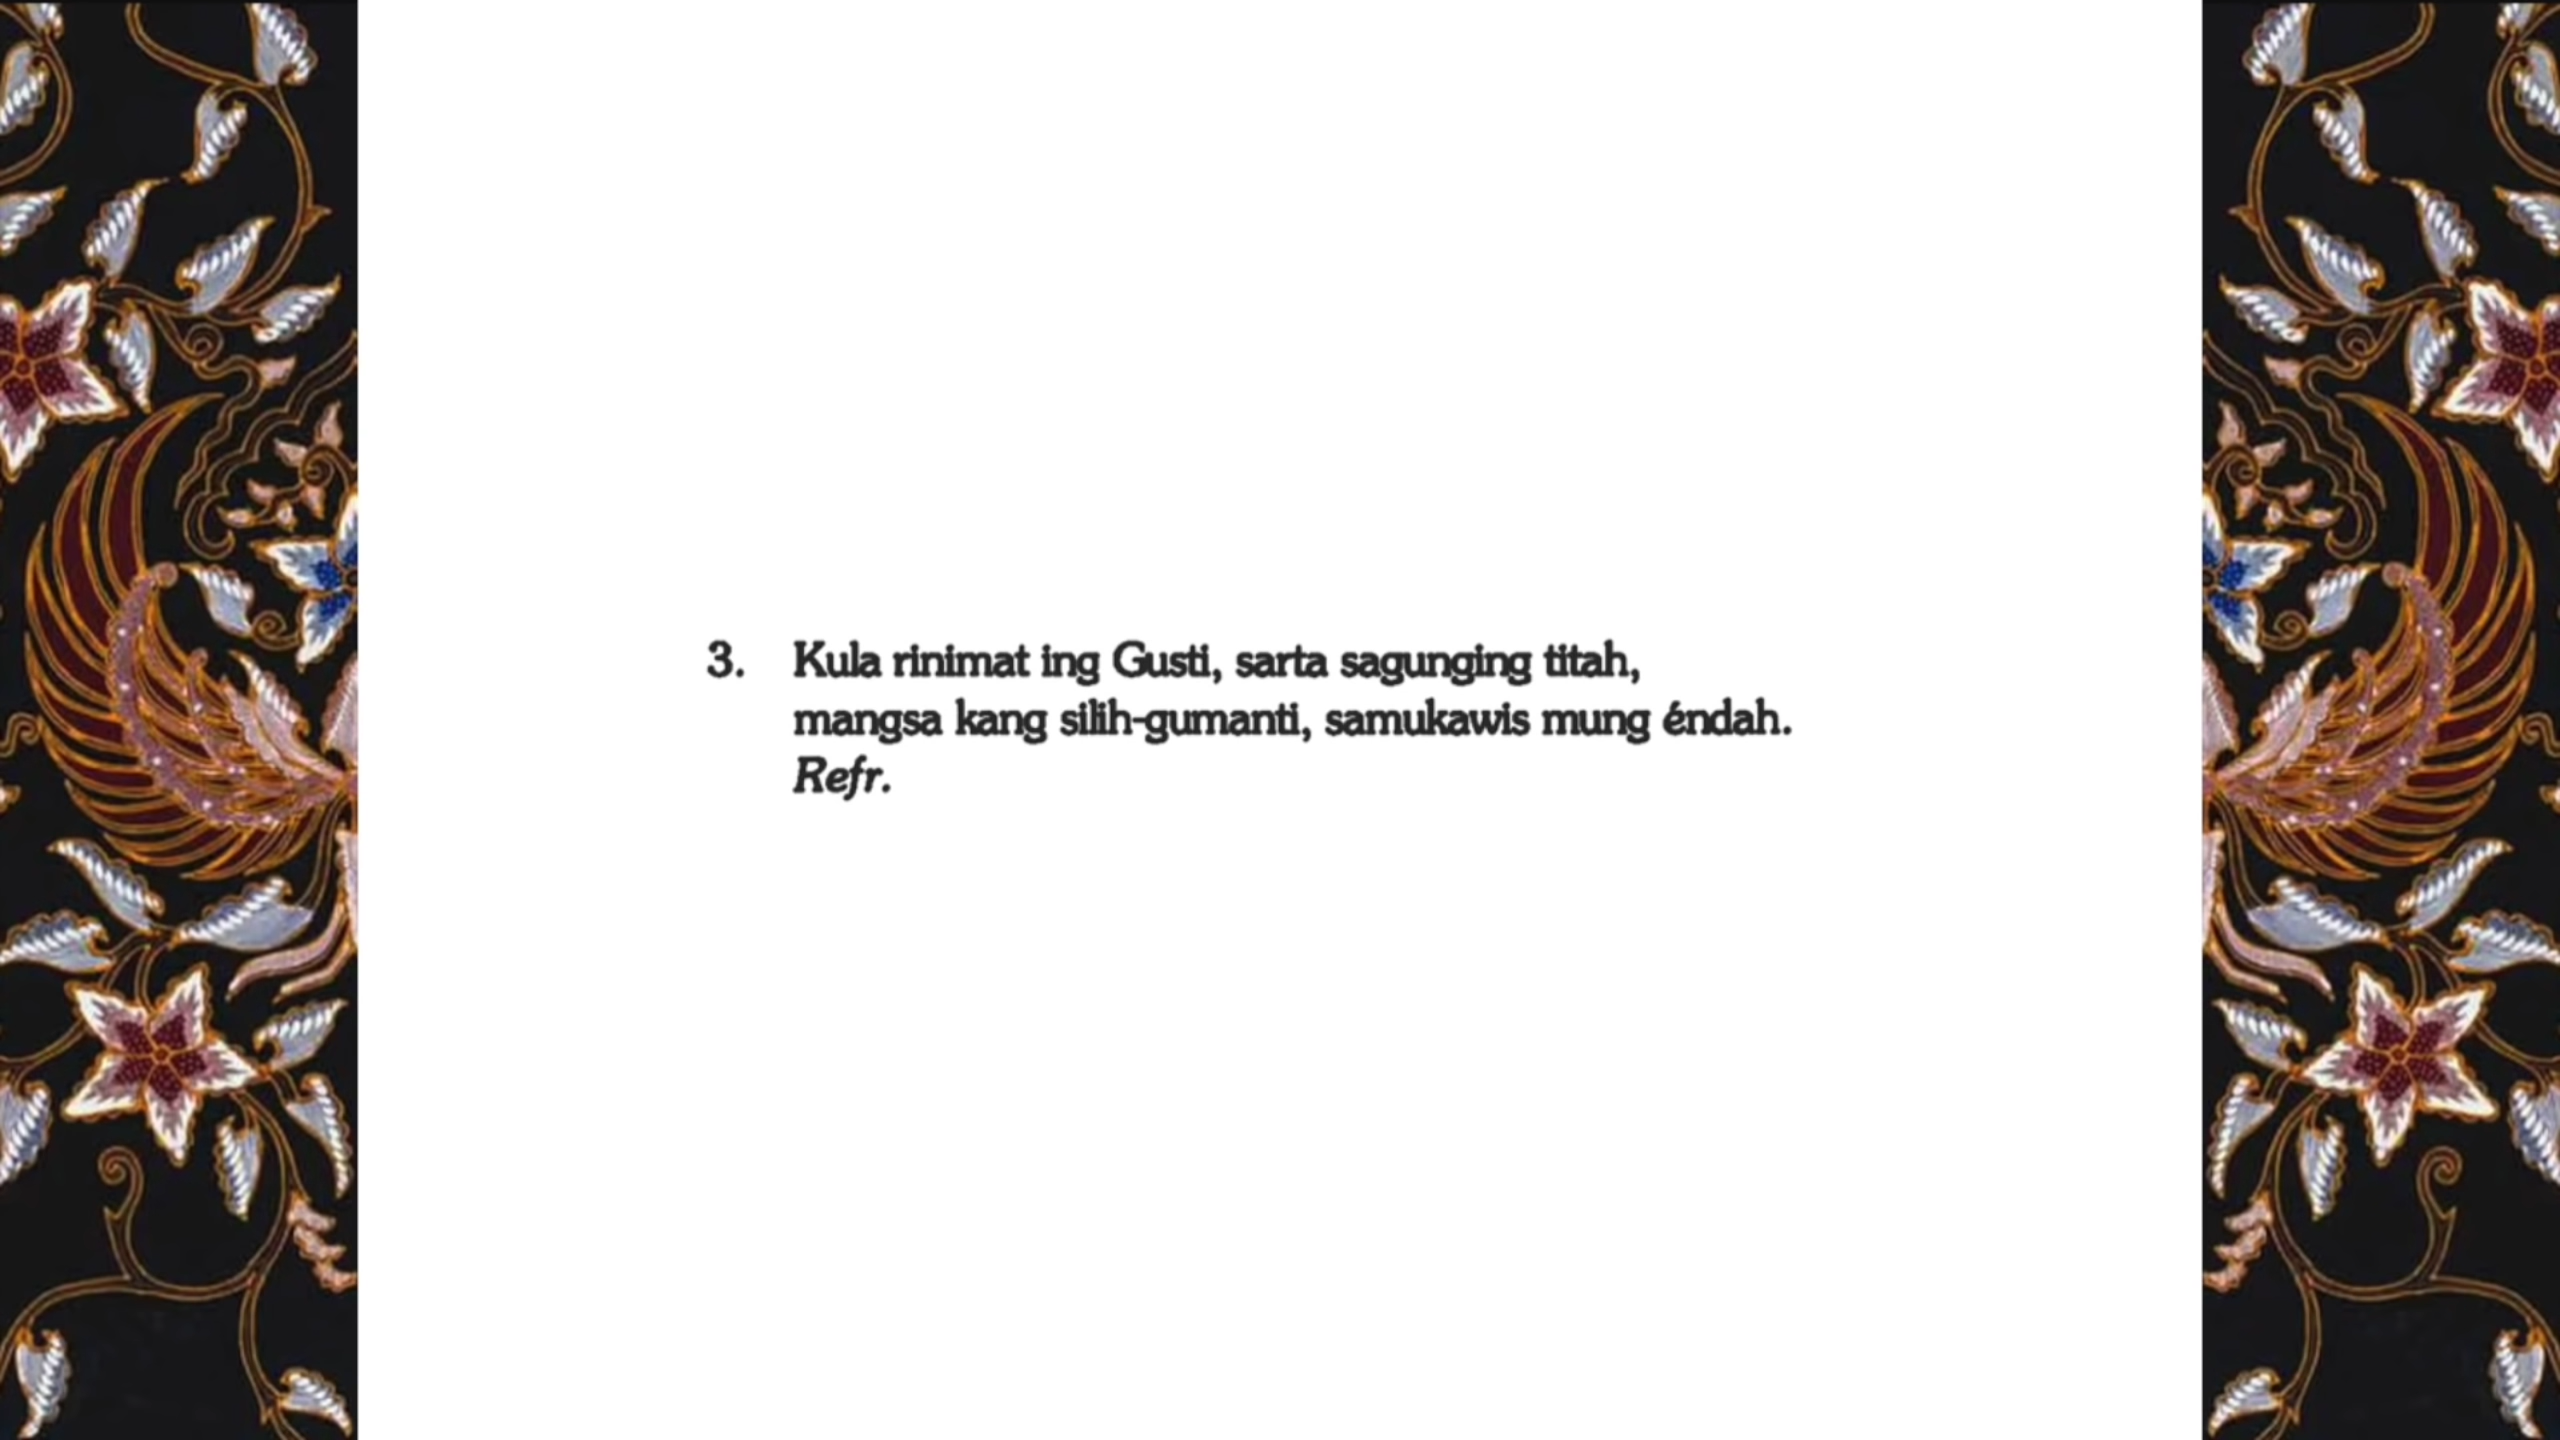 3. Kula rinimat ing Gusti, sarta sagunging titah,
mangsa kang silih-gumanti, samukawis mung éndah.
Refr.